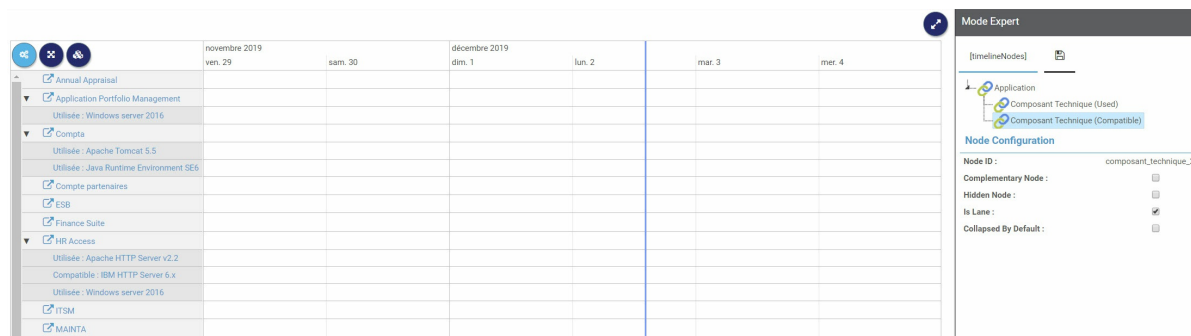 Mode Expert
novembre 2019 décembre 2019
ven. 29 sam. 30 dim. 1 lun. 2 mar. 3 mer. 4
Annual Appraisal
Application Portfolio Management
Utilisée : Windows server 2016
Compta
Utilisée : Apache Tomcat 5.5
Utilisée : Java Runtime Environment SE6
Compte partenaires
ESB
Finance Suite
HR Access
Utilisée : Apache HTTP Server v2.2
Compatible : IBM HTTP Server 6.x
Utilisée : Windows server 2016
ITSM
MAINTA
[timelineNodes]
Application
Composant Technique (Used)
Composant Technique (Compatible)
Node Configuration
Node ID : composant_technique_
Complementary Node :
Hidden Node :
Is Lane :
Collapsed By Default :